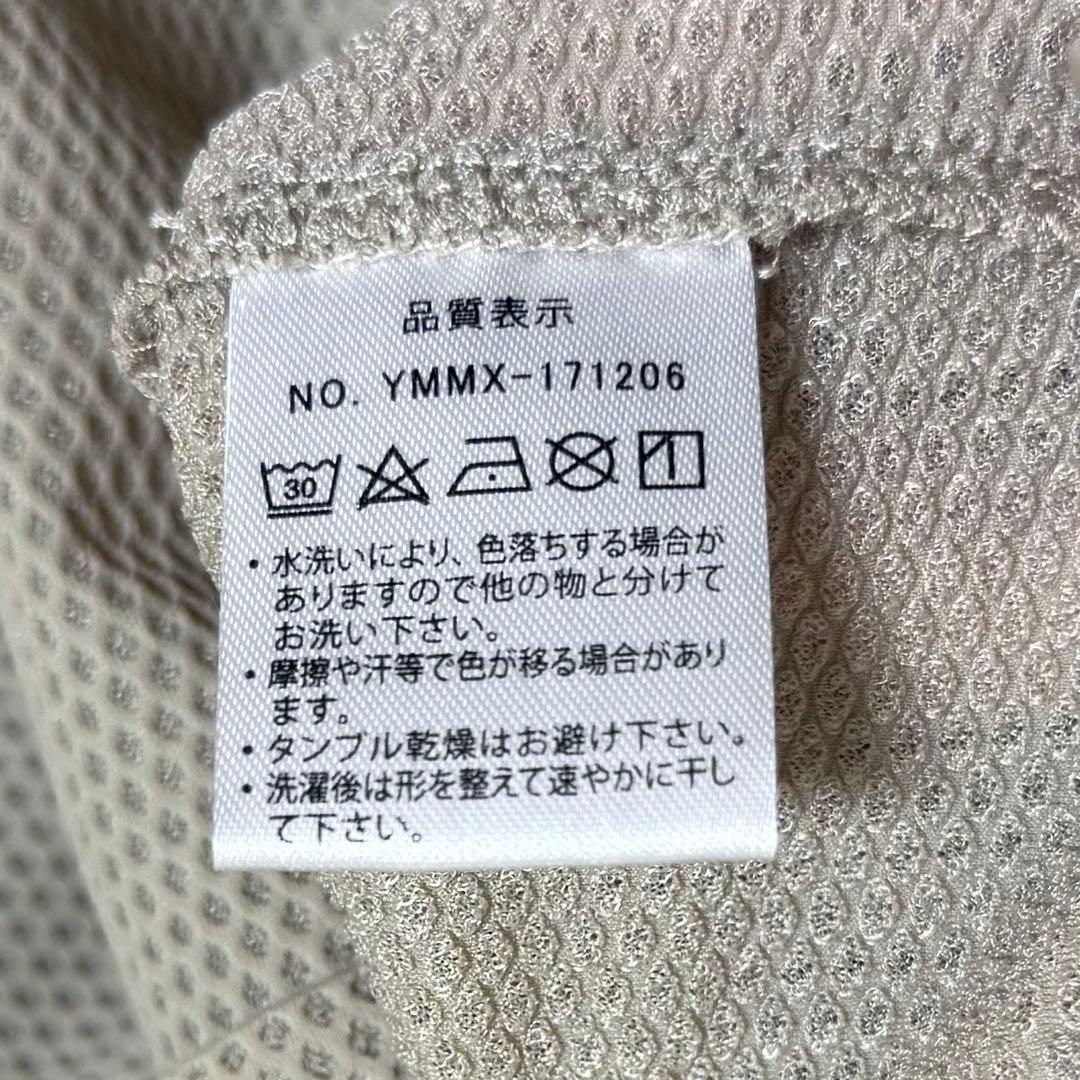 品質表示
NO. YMMX-171206
30
・水洗いにより、色落ちする場合が
ありますので他の物と分けて
お洗い下さい。
・摩擦や汗等で色が移る場合があり
ます。
・タンブル乾燥はお避け下さい。
・洗濯後は形を整えて速やかに干し
て下さい。